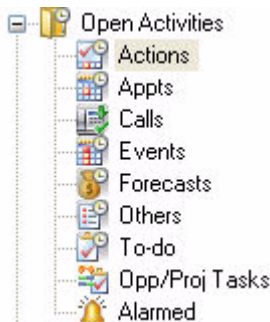 Open Activities
Actions
Appts
Calls
Events
Forecasts
Others
To-do
Opp/Proj Tasks
Alarmed